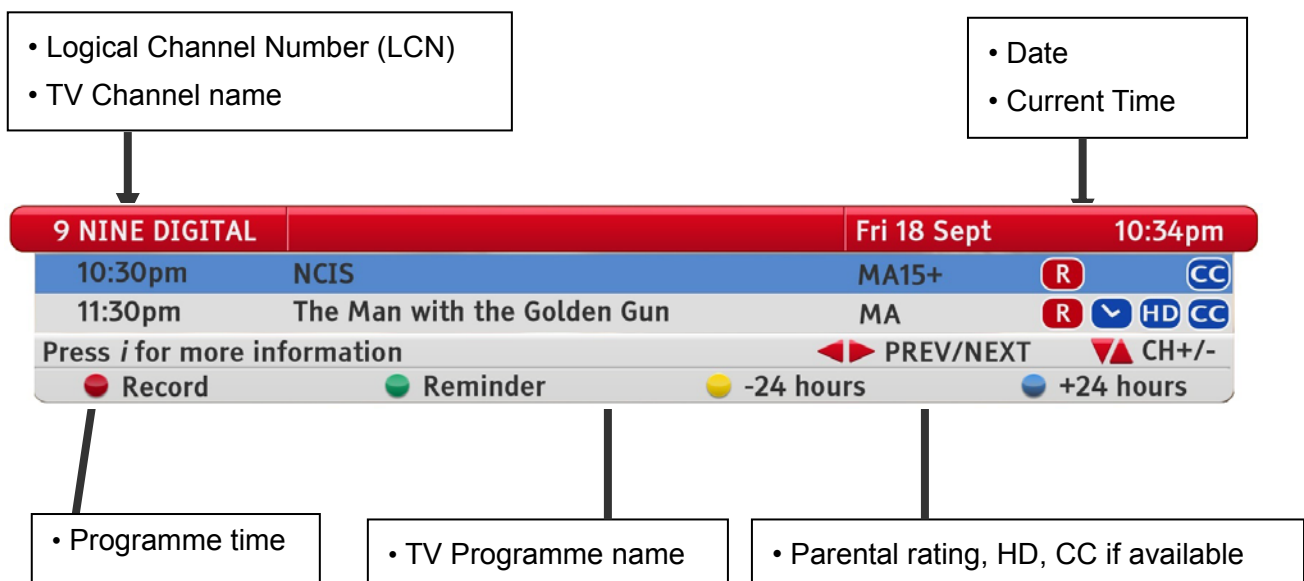 • Logical Channel Number (LCN)
• TV Channel name
• Date
• Current Time
9 NINE DIGITAL Fri 18 Sept 10:34pm
10:30pm NCIS MA15+ R CC
11:30pm The Man with the Golden Gun MA R HD CC
Press i for more information PREV/NEXT CH+/-
Record Reminder -24 hours +24 hours
• Programme time
• TV Programme name
• Parental rating, HD, CC if available